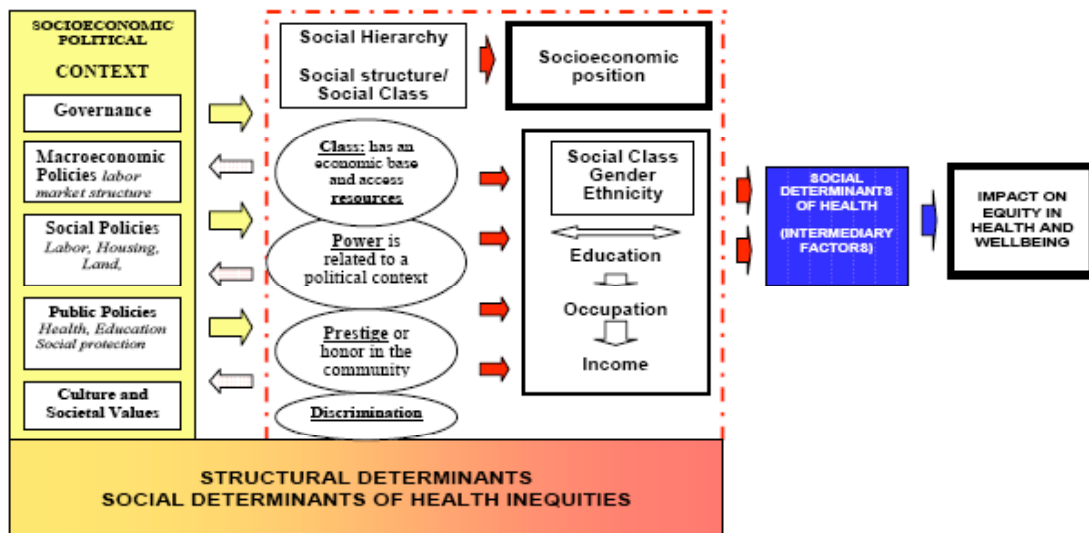 SOCIOECONOMIC
POLITICAL
CONTEXT
Governance
Macroeconomic
Policies labor
market structure
Social Policies
Labor, Housing,
Land,
Public Policies
Health, Education
Social protection
Culture and
Societal Values
Social Hierarchy
Social structure/
Social Class
Class: has an
economic base
and access
resources
Power is
related to a
political context
Prestige or
honor in the
community
Discrimination
Socioeconomic
position
Social Class
Gender
Ethnicity
Education
Occupation
Income
SOCIAL
DETERMINANTS
OF HEALTH
(INTERMEDIARY
FACTORS)
IMPACT ON
EQUITY IN
HEALTH AND
WELLBEING
STRUCTURAL DETERMINANTS
SOCIAL DETERMINANTS OF HEALTH INEQUITIES